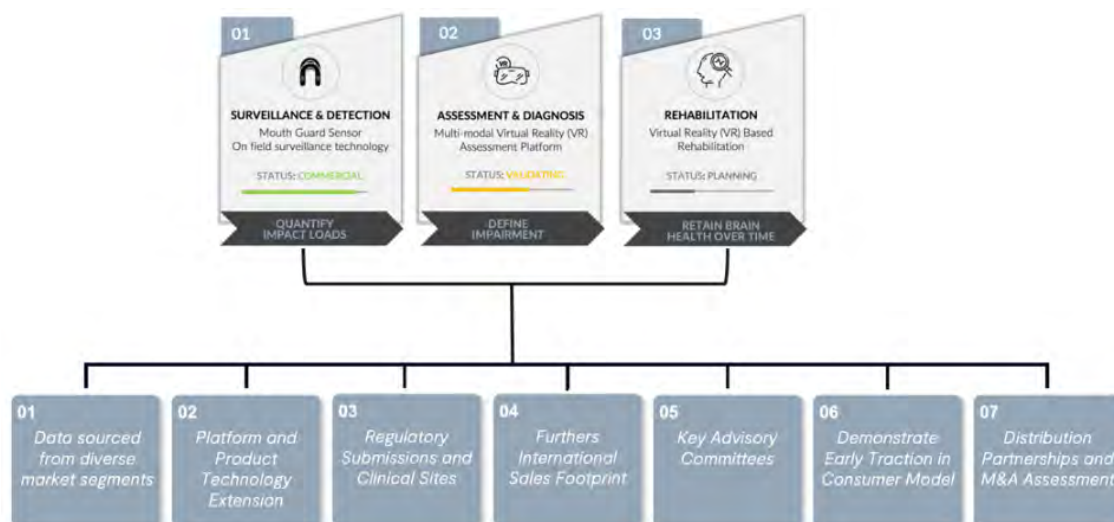 01
SURVEILLANCE & DETECTION
Mouth Guard Sensor
On field surveillance technology
STATUS: COMMERCIAL
QUANTIFY
IMPACT LOADS
02
VR
ASSESSMENT & DIAGNOSIS
Multi-modal Virtual Reality (VR)
Assessment Platform
STATUS: VALIDATING
DEFINE
IMPAIRMENT
03
REHABILITATION
Virtual Reality (VR) Based
Rehabilitation
STATUS: PLANNING
RETAIN BRAIN
HEALTH OVER TIME
01
Data sourced
from diverse
market segments
02
Platform and
Product
Technology
Extension
03
Regulatory
Submissions and
Clinical Sites
04
Furthers
International
Sales Footprint
05
Key Advisory
Committees
06
Demonstrate
Early Traction in
Consumer Model
07
Distribution
Partnerships and
M&A Assessment